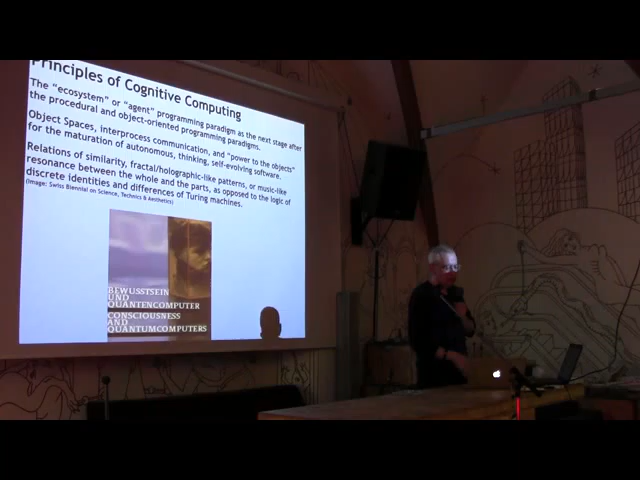 Principles of Cognitive Computing
The "ecosystem" or "agent" programming paradigm as the next stage after
the procedural and object-oriented programming paradigms.
Object Spaces, interprocess communication, and "power to the objects"
for the maturation of autonomous, thinking, self-evolving software.
Relations of similarity, fractal/holographic-like patterns, or music-like
resonance between the whole and the parts, as opposed to the logic of
discrete identities and differences of Turing machines.
(Image: Swiss Biennial on Science, Technics & Aesthetics)
BEWUSSTSEIN
UND
QUANTENCOMPUTER
CONSCIOUSNESS
AND
QUANTUMCOMPUTERS